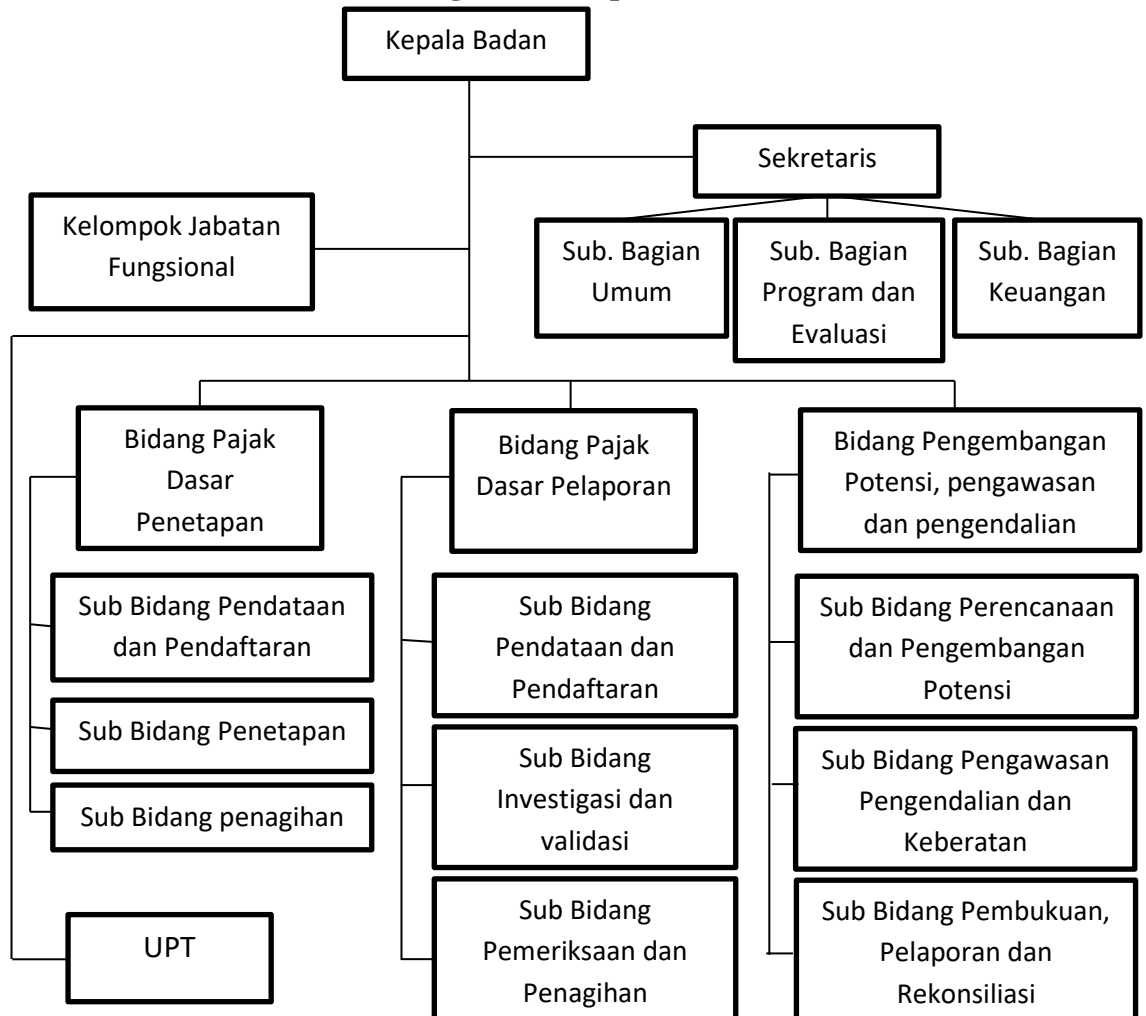 Kepala Badan
Sekretaris
Kelompok Jabatan
Fungsional
Sub. Bagian
Umum
Sub. Bagian
Program dan
Evaluasi
Sub. Bagian
Keuangan
Bidang Pajak
Dasar
Penetapan
Bidang Pajak
Dasar Pelaporan
Bidang Pengembangan
Potensi, pengawasan
dan pengendalian
Sub Bidang Pendataan
dan Pendaftaran
Sub Bidang Penetapan
Sub Bidang penagihan
Sub Bidang
Pendataan dan
Pendaftaran
Sub Bidang
Investigasi dan
validasi
Sub Bidang
Pemeriksaan dan
Penagihan
Sub Bidang Perencanaan
dan Pengembangan
Potensi
Sub Bidang Pengawasan
Pengendalian dan
Keberatan
Sub Bidang Pembukuan,
Pelaporan dan
Rekonsiliasi
UPT